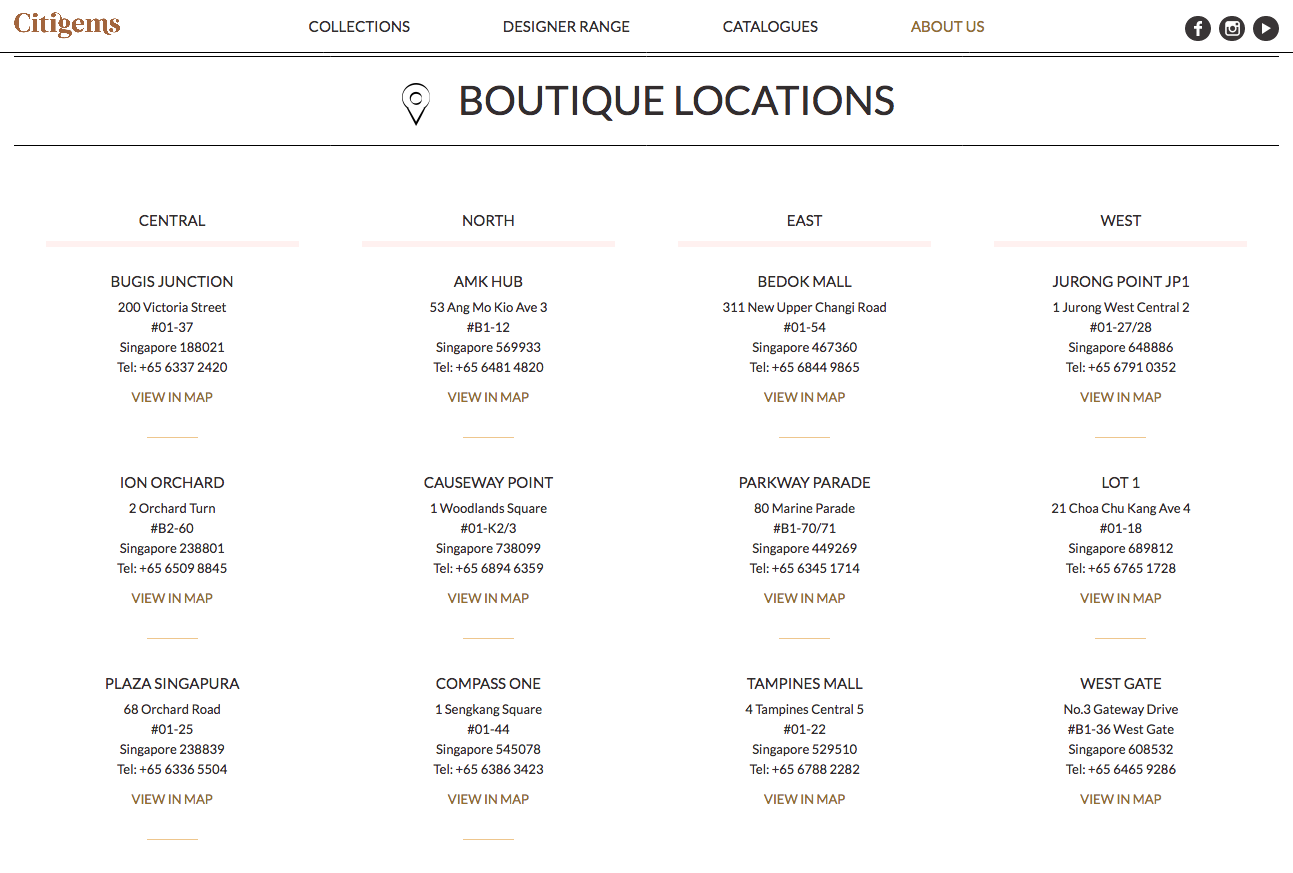 Citigems
COLLECTIONS
DESIGNER RANGE
CATALOGUES
ABOUT US
BOUTIQUE LOCATIONS
CENTRAL
BUGIS JUNCTION
200 Victoria Street
#01-37
Singapore 188021
Tel: +65 6337 2420
VIEW IN MAP
ION ORCHARD
2 Orchard Turn
#B2-60
Singapore 238801
Tel: +65 6509 8845
VIEW IN MAP
PLAZA SINGAPURA
68 Orchard Road
#01-25
Singapore 238839
Tel: +65 6336 5504
VIEW IN MAP
NORTH
AMK HUB
53 Ang Mo Kio Ave 3
#B1-12
Singapore 569933
Tel: +65 6481 4820
VIEW IN MAP
CAUSEWAY POINT
1 Woodlands Square
#01-K2/3
Singapore 738099
Tel: +65 6894 6359
VIEW IN MAP
COMPASS ONE
1 Sengkang Square
#01-44
Singapore 545078
Tel: +65 6386 3423
VIEW IN MAP
EAST
BEDOK MALL
311 New Upper Changi Road
#01-54
Singapore 467360
Tel: +65 6844 9865
VIEW IN MAP
PARKWAY PARADE
80 Marine Parade
#B1-70/71
Singapore 449269
Tel: +65 6345 1714
VIEW IN MAP
TAMPINES MALL
4 Tampines Central 5
#01-22
Singapore 529510
Tel: +65 6788 2282
VIEW IN MAP
WEST
JURONG POINT JP1
1 Jurong West Central 2
#01-27/28
Singapore 648886
Tel: +65 6791 0352
VIEW IN MAP
LOT 1
21 Choa Chu Kang Ave 4
#01-18
Singapore 689812
Tel: +65 6765 1728
VIEW IN MAP
WEST GATE
No.3 Gateway Drive
#B1-36 West Gate
Singapore 608532
Tel: +65 6465 9286
VIEW IN MAP